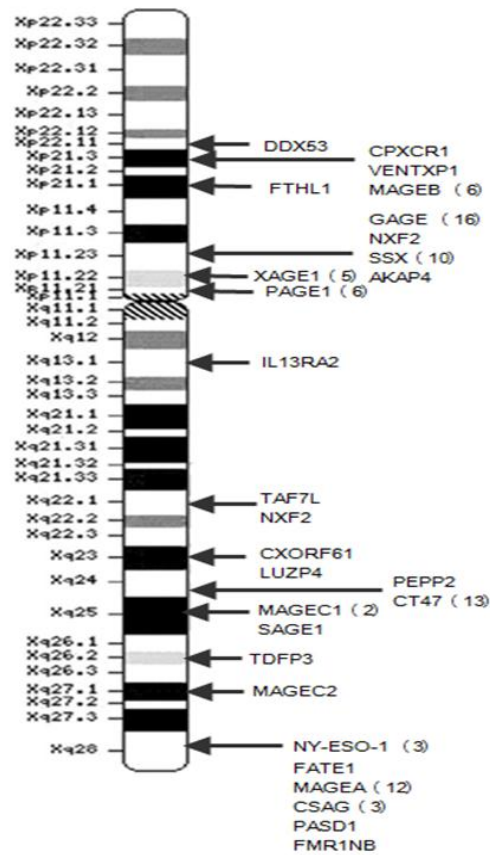 Xp22.33
Xp22.32
Xp22.31
Xp22.2
Xp22.13
Xp22.12
Xp22.11
Xp21.3
Xp21.2
Xp21.1
Xp11.4
Xp11.3
Xp11.23
Xp11.22
Xp11.21
Xp11.1
Xq11.1
Xq11.2
Xq12
Xq13.1
Xq13.2
Xq13.3
Xq21.1
Xq21.2
Xq21.31
Xq21.32
Xq21.33
Xq22.1
Xq22.2
Xq22.3
Xq23
Xq24
Xq25
Xq26.1
Xq26.2
Xq26.3
Xq27.1
Xq27.2
Xq27.3
Xq28
DDX53
CPXCR1
VENTXP1
MAGEB (6)
FTHL1
GAGE (16)
NXF2
SSX (10)
AKAP4
XAGE1 (5)
PAGE1 (6)
IL13RA2
TAF7L
NXF2
CXORF61
LUZP4
PEPP2
CT47 (13)
MAGEC1 (2)
SAGE1
TDFP3
MAGEC2
NY-ESO-1 (3)
FATE1
MAGEA (12)
CSAG (3)
PASD1
FMR1NB